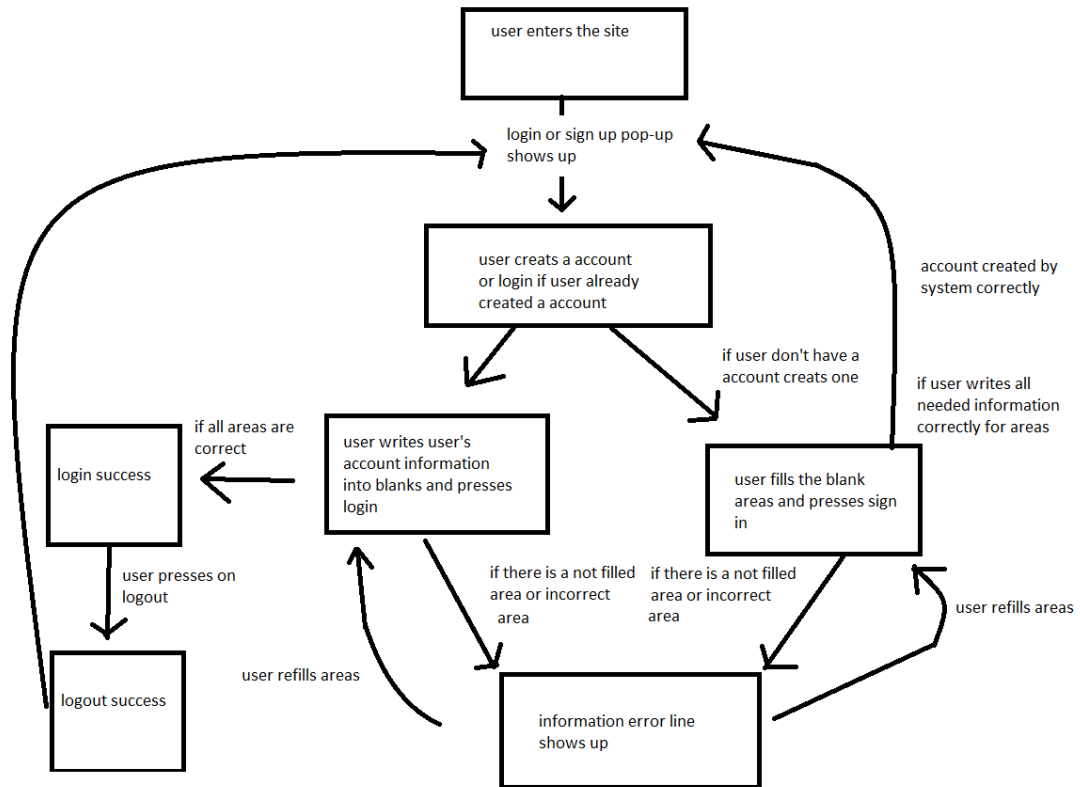 user enters the site
login or sign up pop-up
shows up
user creates a account
or login if user already
created a account
account created by
system correctly
if user don't have a
account creats one
if user writes all
needed information
correctly for areas
if all areas are
correct
user writes user's
account information
into blanks and presses
login
login success
user fills the blank
areas and presses sign
in
user presses on
logout
if there is a not filled
area or incorrect
area
if there is a not filled
area or incorrect
area
user refills areas
user refills areas
logout success
information error line
shows up